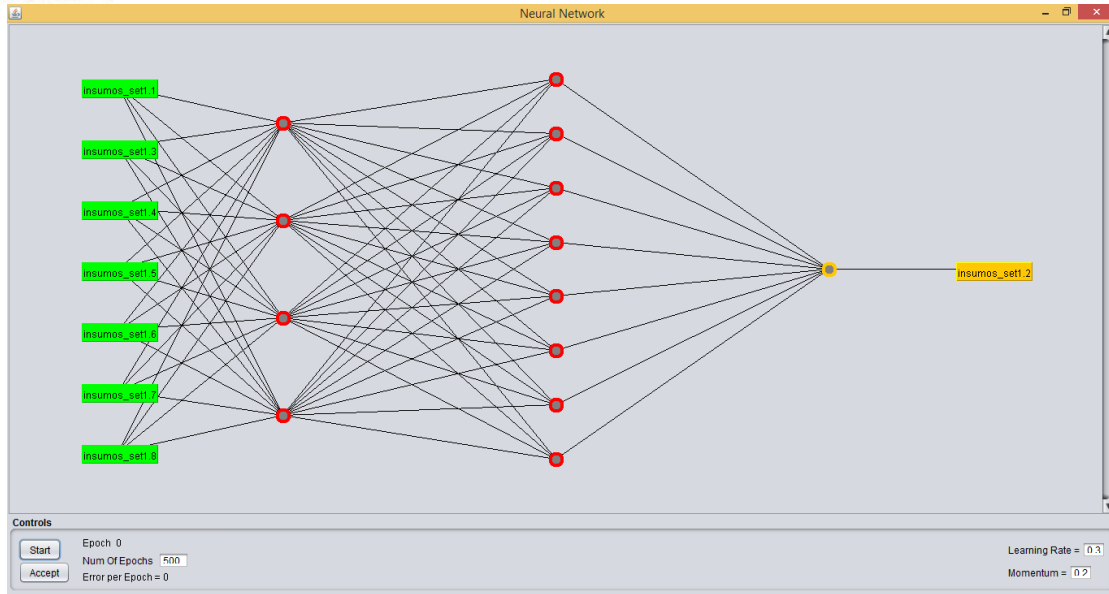 Neural Network
insumos_set1.1
insumos_set1.3
insumos_set1.4
insumos_set1.5
insumos_set1.6
insumos_set1.7
insumos_set1.8
insumos_set1.2
Controls
Start
Accept
Epoch 0
Num Of Epochs 500
Error per Epoch = 0
Learning Rate = 0.3
Momentum = 0.2